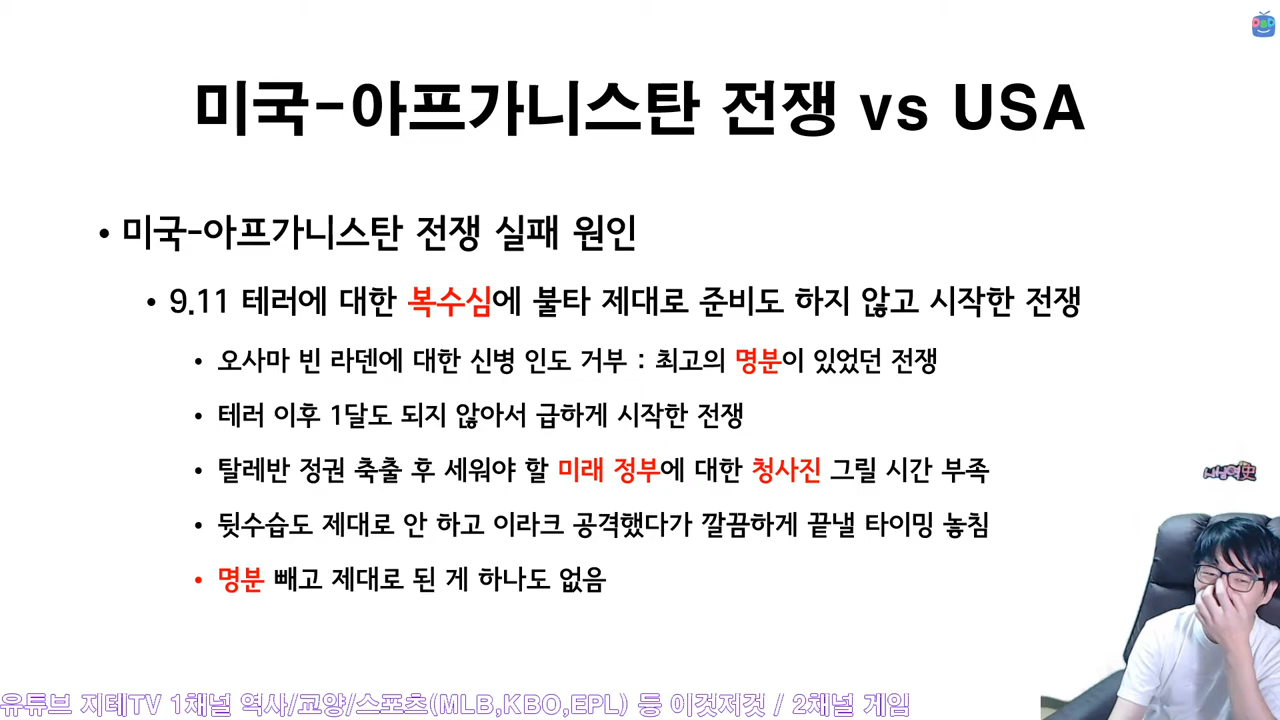 미국-아프가니스탄 전쟁 vs USA
• 미국-아프가니스탄 전쟁 실패 원인
• 9.11 테러에 대한 복수심에 불타 제대로 준비도 하지 않고 시작한 전쟁
• 오사마 빈 라덴에 대한 신병 인도 거부 : 최고의 명분이 있었던 전쟁
• 테러 이후 1달도 되지 않아서 급하게 시작한 전쟁
• 탈레반 정권 축출 후 세워야 할 미래 정부에 대한 청사진 그릴 시간 부족
• 뒷수습도 제대로 안 하고 이라크 공격했다가 깔끔하게 끝낼 타이밍 놓침
• 명분 빼고 제대로 된 게 하나도 없음
유튜브 지테TV 1채널 역사/교양/스포츠(MLB,KBO,EPL) 등 이것저것 / 2채널 게임